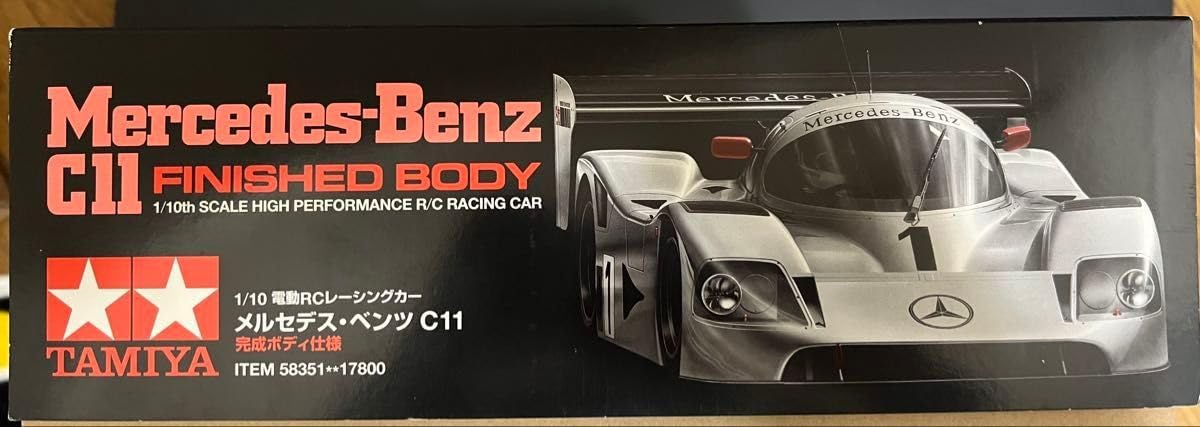 Mercedes-Benz
C11 FINISHED BODY
1/10th SCALE HIGH PERFORMANCE R/C RACING CAR
TAMIYA
1/10 電動RCレーシングカー
メルセデス・ベンツ C11
完成ボディ仕様
ITEM 58351**17800
Mercedes-Benz
Mercedes-Benz
1
1